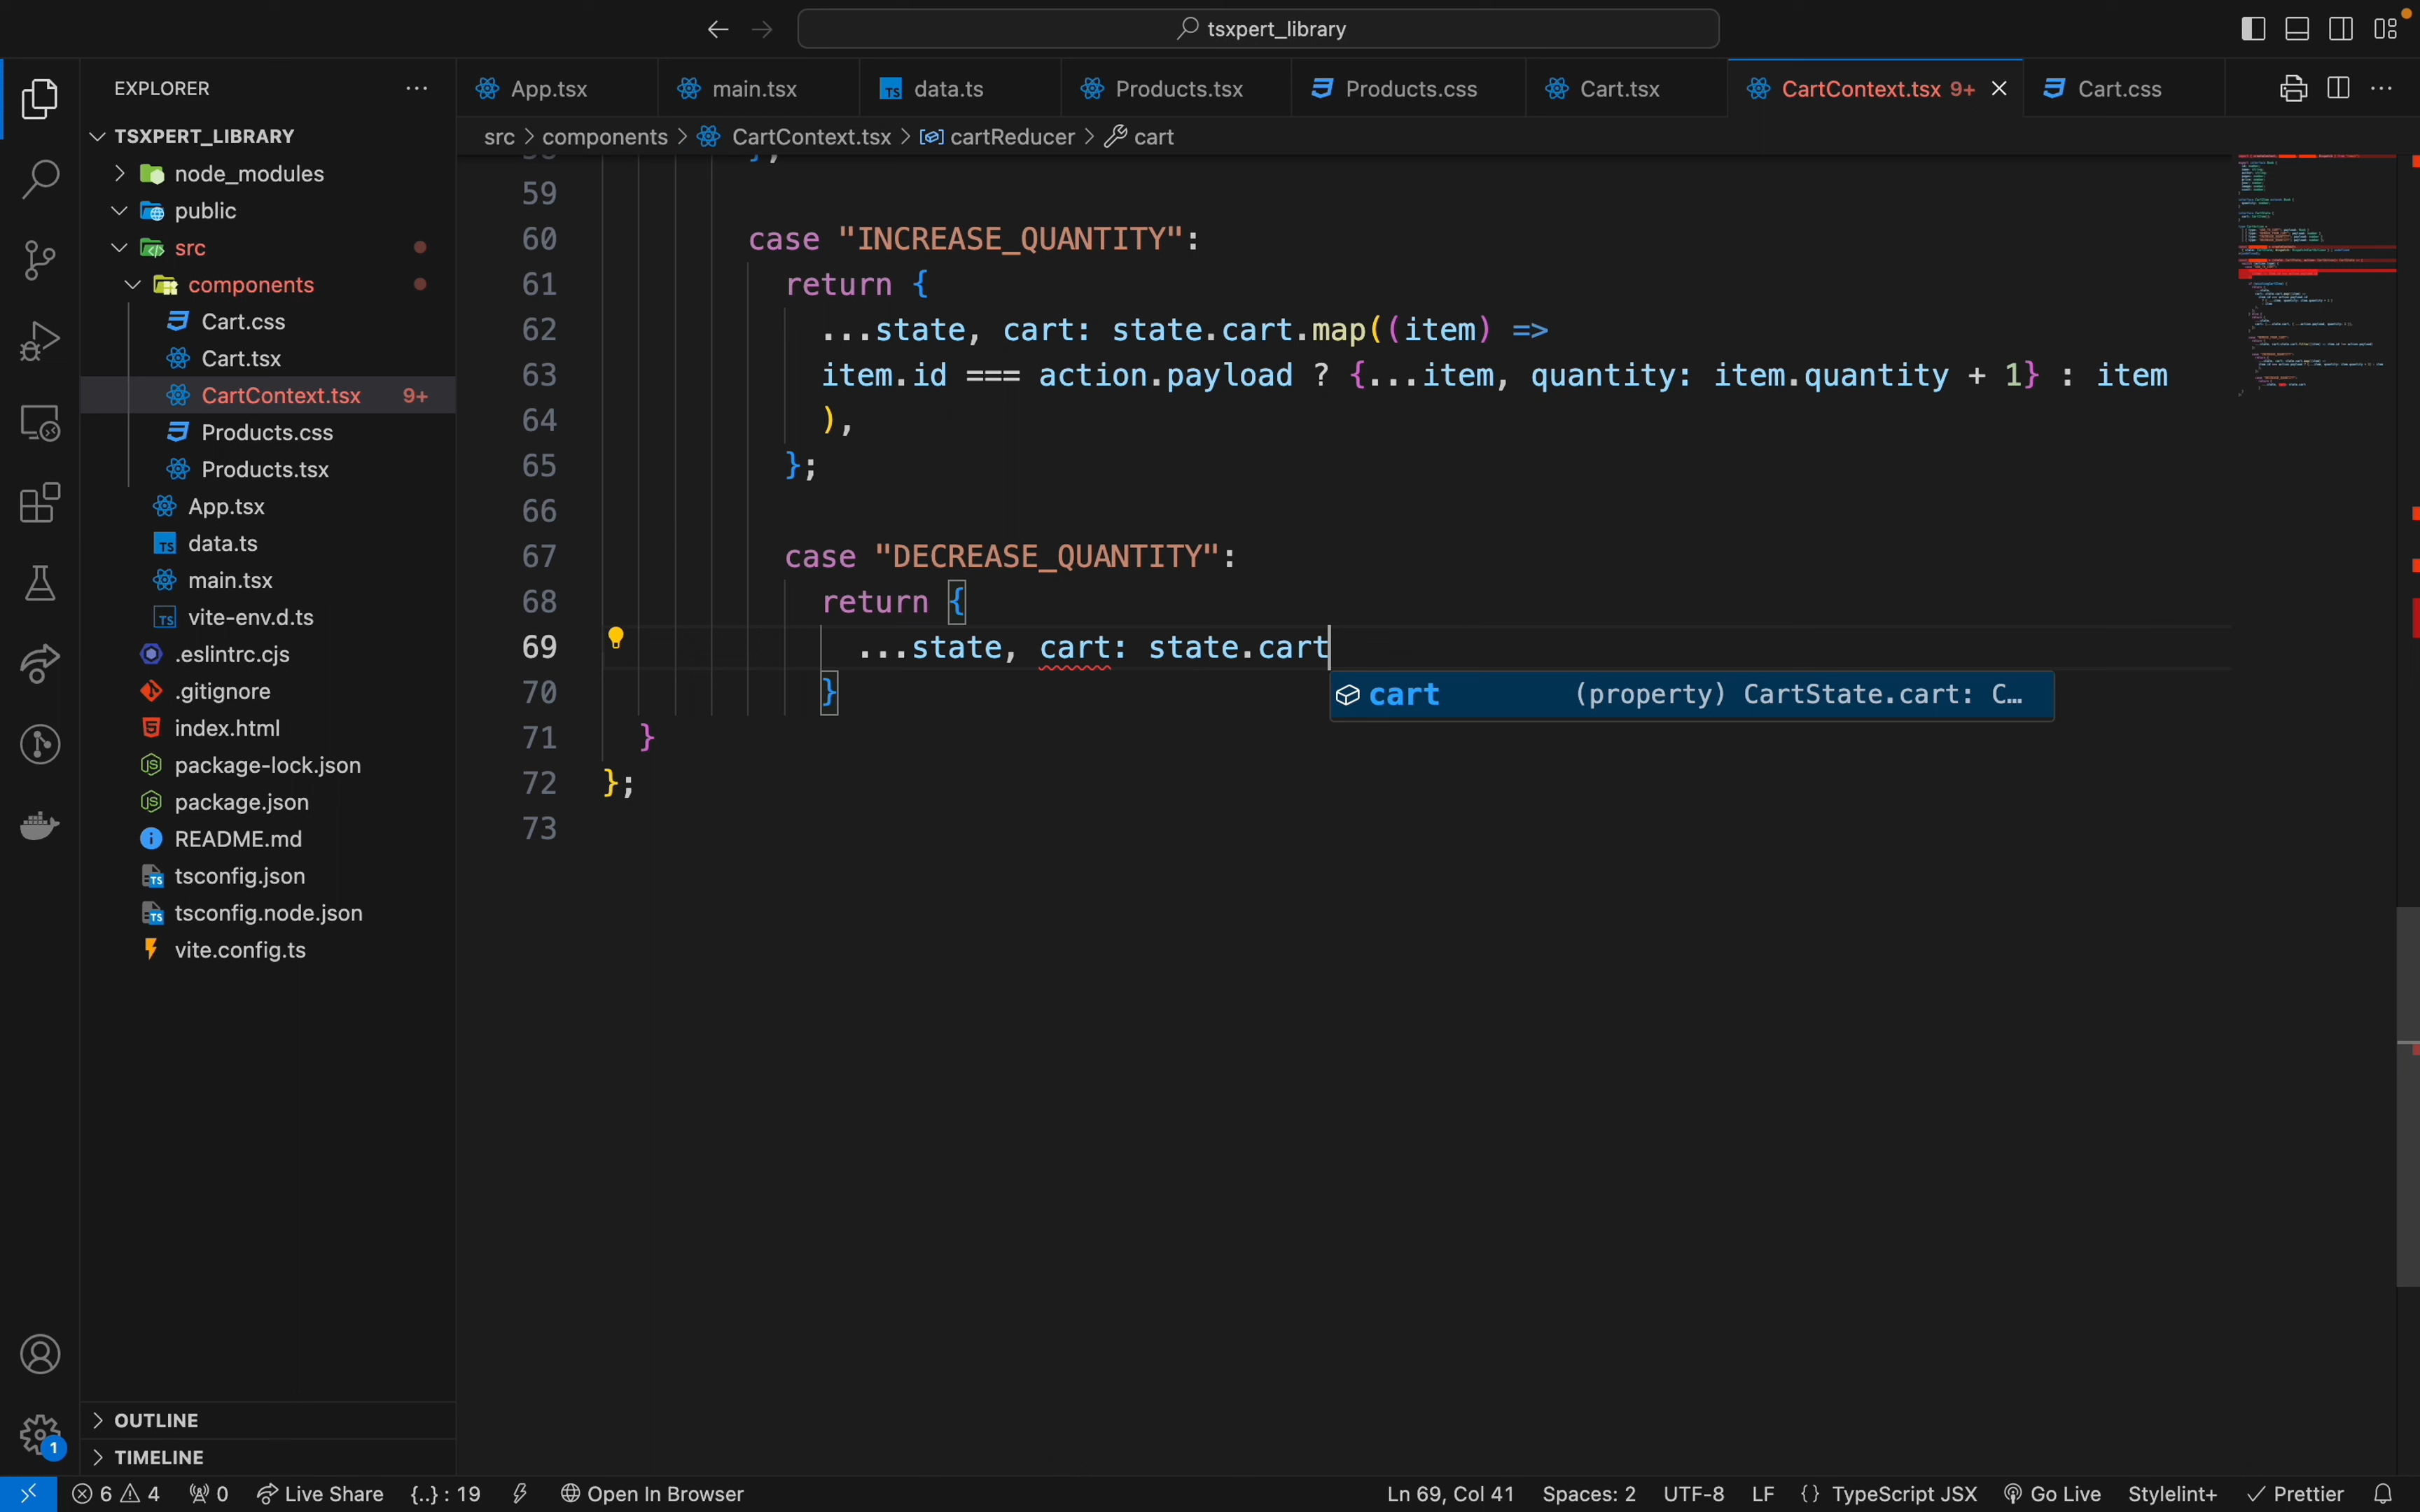 tsxpert_library
EXPLORER
App.tsx
main.tsx
TS data.ts
Products.tsx
Products.css
Cart.tsx
CartContext.tsx 9+
Cart.css
src > components > CartContext.tsx > cartReducer > cart
TSXPERT_LIBRARY
node_modules
public
src
components
Cart.css
Cart.tsx
CartContext.tsx 9+
Products.css
Products.tsx
App.tsx
TS data.ts
main.tsx
TS vite-env.d.ts
.eslintrc.cjs
.gitignore
index.html
package-lock.json
package.json
README.md
tsconfig.json
tsconfig.node.json
vite.config.ts
OUTLINE
TIMELINE
59
60 case "INCREASE_QUANTITY":
61 return {
62 ...state, cart: state.cart.map((item) =>
63 item.id === action.payload ? {...item, quantity: item.quantity + 1} : item
64 ),
65 };
66
67 case "DECREASE_QUANTITY":
68 return {
69 ...state, cart: state.cart
cart (property) CartState.cart: C…
70 }
71 }
72 };
73
1
6 4 0 Live Share {..} : 19 Open In Browser
Ln 69, Col 41 Spaces: 2 UTF-8 LF {} TypeScript JSX Go Live Stylelint+ Prettier